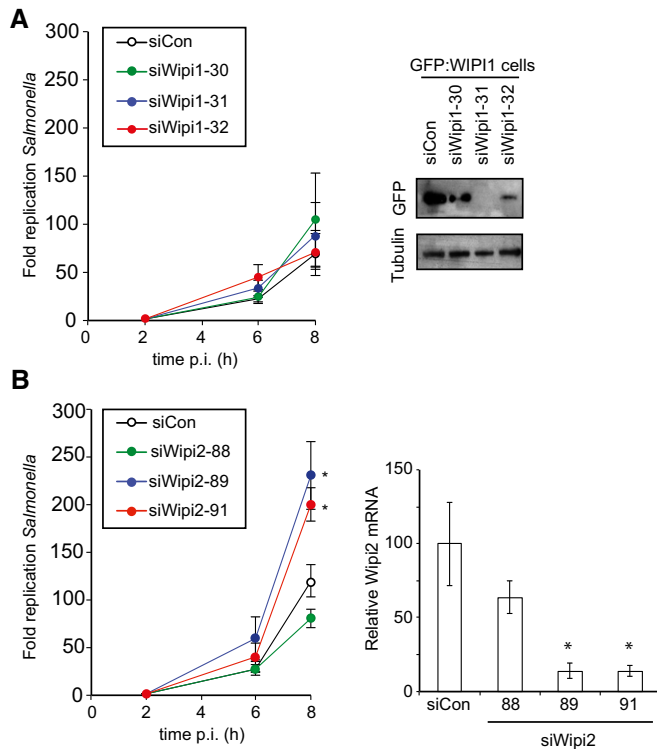 A
Fold replication Salmonella
300
250
200
150
100
50
0
0
2
4
6
8
time p.i. (h)
siCon
siWipi1-30
siWipi1-31
siWipi1-32
GFP:WIPI1 cells
siCon
siWipi1-30
siWipi1-31
siWipi1-32
GFP
Tubulin
B
Fold replication Salmonella
300
250
200
150
100
50
0
0
2
4
6
8
time p.i. (h)
siCon
siWipi2-88
siWipi2-89
siWipi2-91
*
*
Relative Wipi2 mRNA
150
100
50
0
*
*
siCon
88
89
91
siWipi2